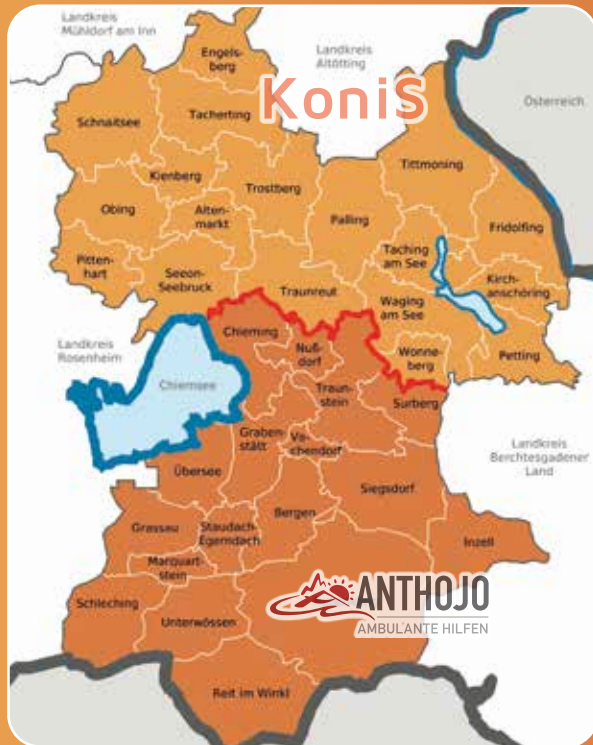 Landkreis
Mühldorf am Inn
Engels-
berg
Landkreis
Altötting
KoniS
Österreich
Schnaitsee
Tacherting
Tittmoning
Kienberg
Trostberg
Obing
Alten-
markt
Palling
Fridolfing
Taching
am See
Pitten-
hart
Seeon-
Seebruck
Kirch-
anschöring
Traunreut
Waging
am See
Chieming
Landkreis
Rosenheim
Nuß-
dorf
Wonne-
berg
Petting
Chiemsee
Traun-
stein
Surberg
Graben-
stätt
Va-
chendorf
Landkreis
Berchtesgadener
Land
Übersee
Siegsdorf
Bergen
Grassau
Staudach-
Egerndach
Inzell
Marquart-
stein
Schleching
ANTHOJO
AMBULANTE HILFEN
Unterwössen
Reit im Winkl